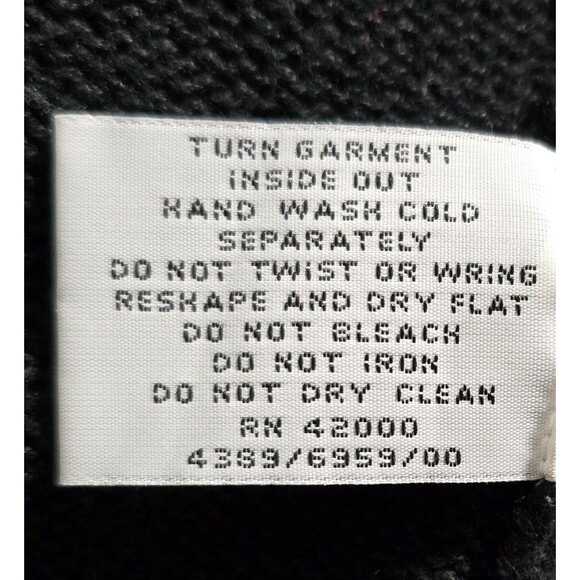 TURN GARMENT
INSIDE OUT
HAND WASH COLD
SEPARATELY
DO NOT TWIST OR WRING
RESHAPE AND DRY FLAT
DO NOT BLEACH
DO NOT IRON
DO NOT DRY CLEAN
RN 42000
4389/6959/00